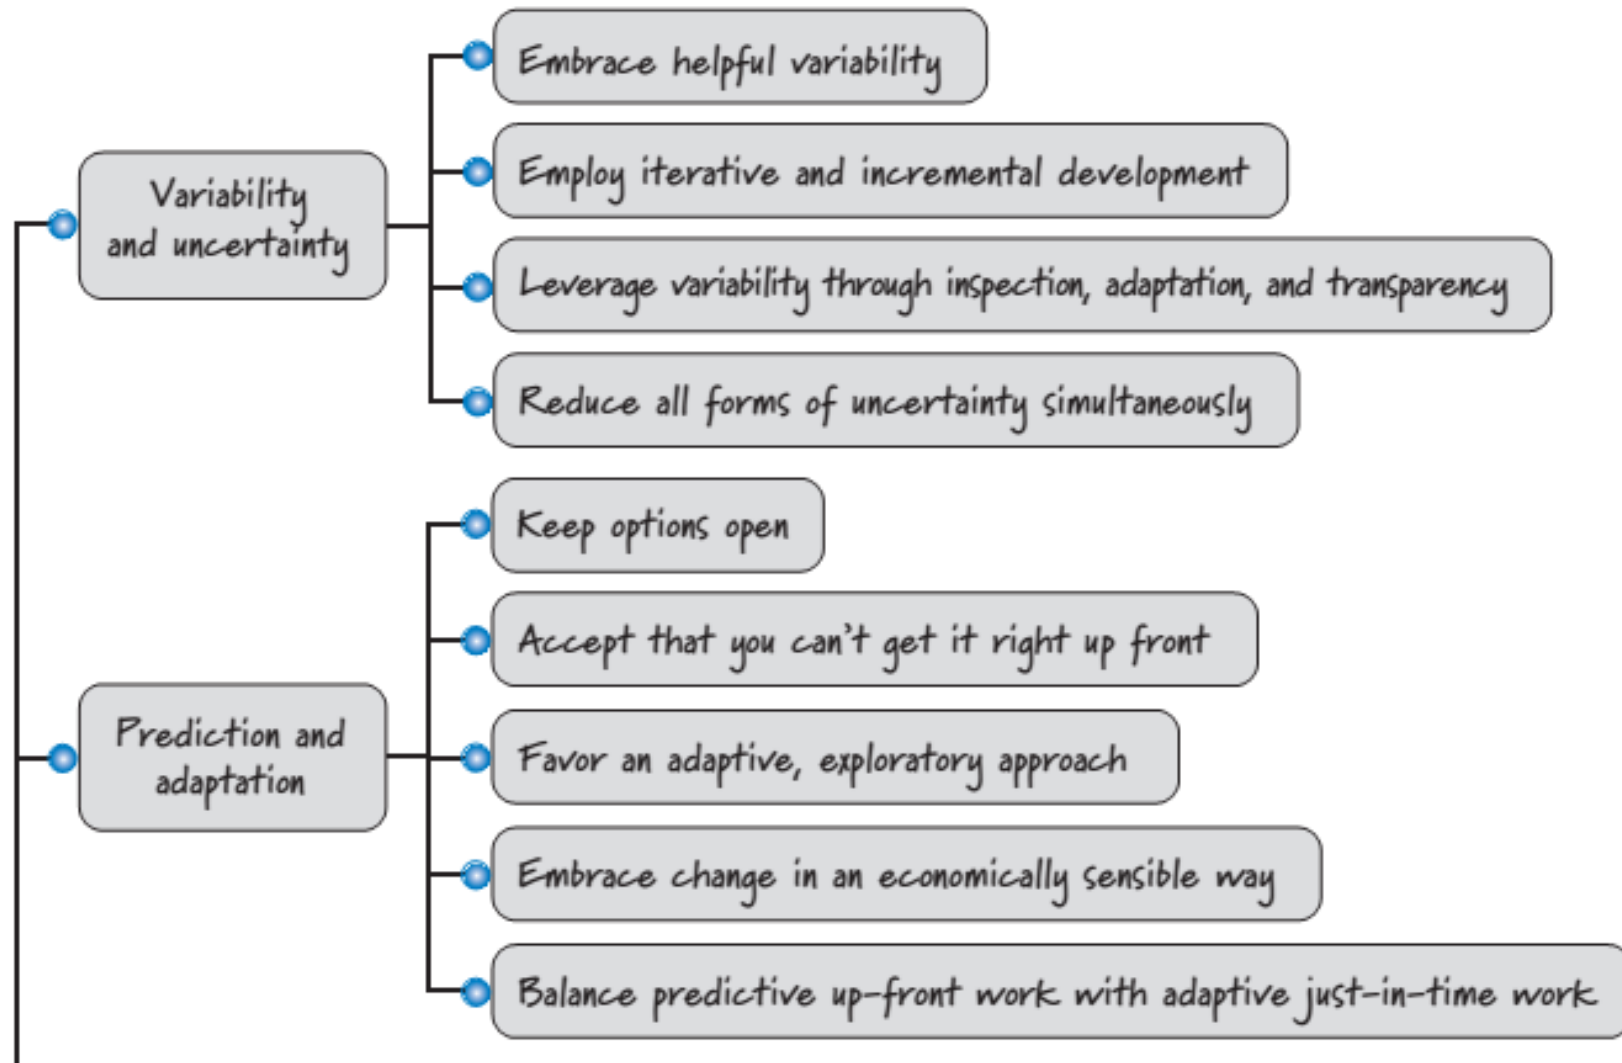 Variability
and uncertainty
Embrace helpful variability
Employ iterative and incremental development
Leverage variability through inspection, adaptation, and transparency
Reduce all forms of uncertainty simultaneously
Prediction and
adaptation
Keep options open
Accept that you can't get it right up front
Favor an adaptive, exploratory approach
Embrace change in an economically sensible way
Balance predictive up-front work with adaptive just-in-time work